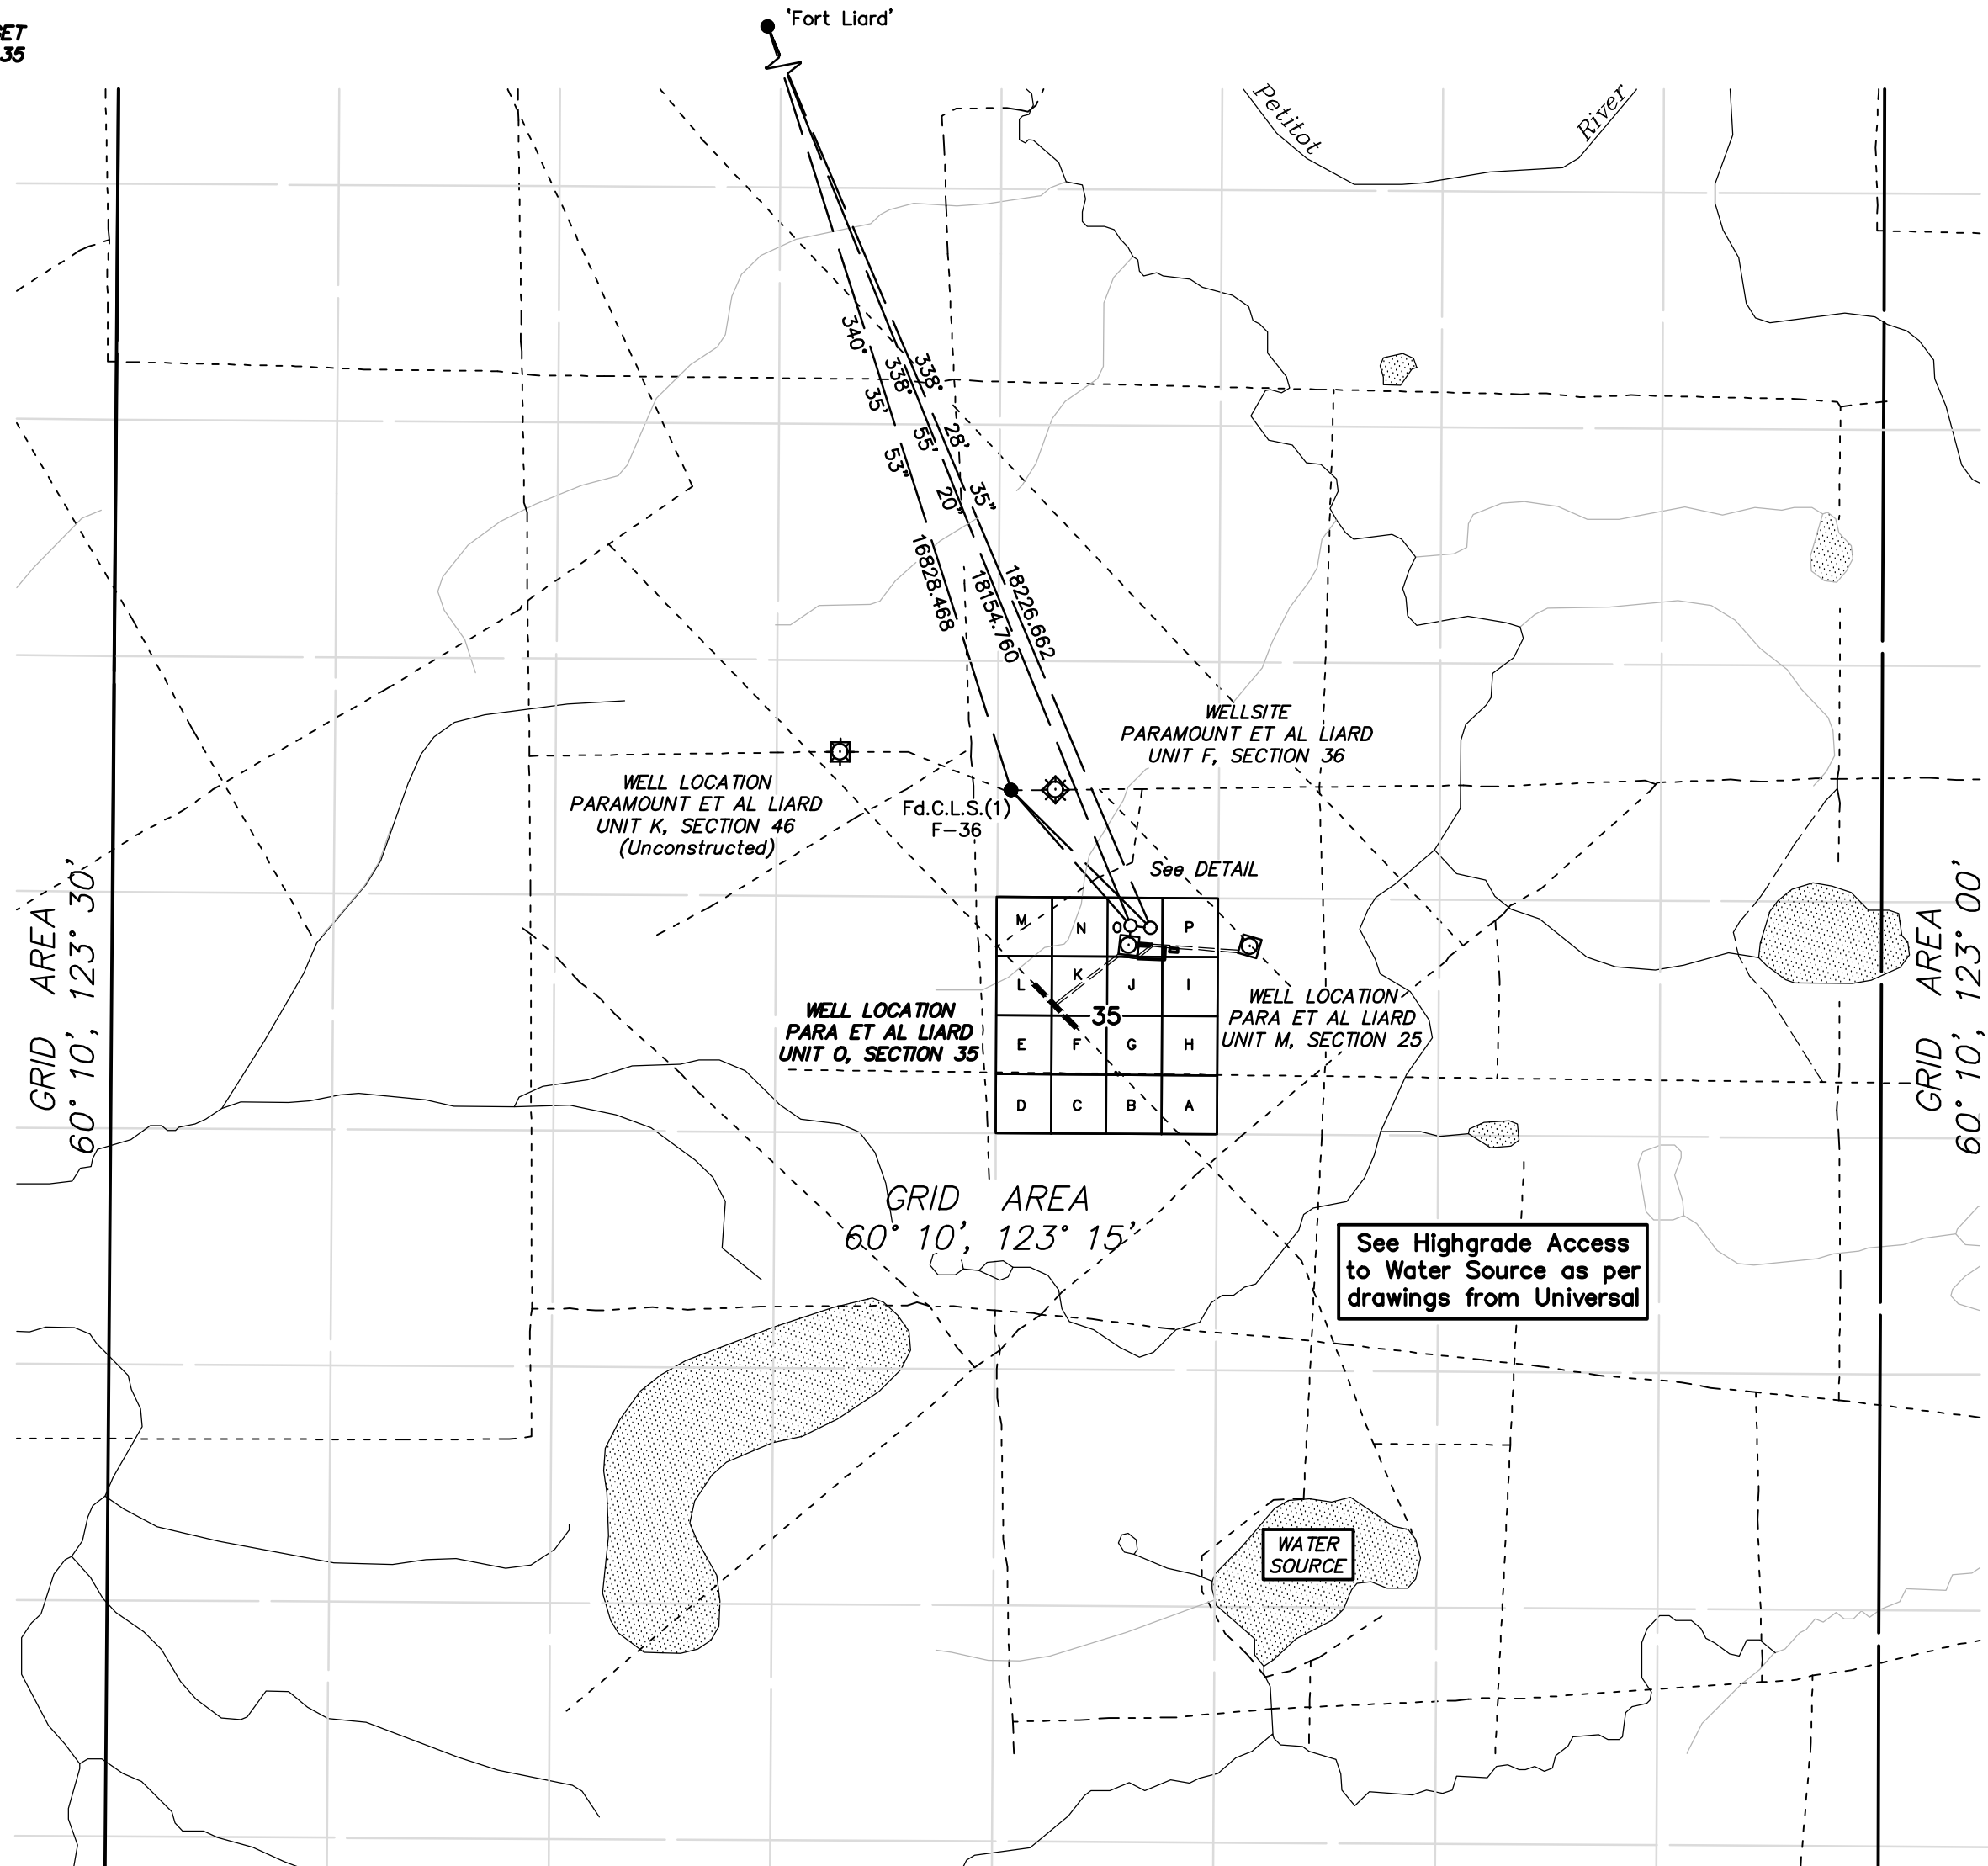 'Fort Liard'
35
Petitot
River
340° 35' 53" 16828.468
338° 55' 20" 18154.760
338° 28' 35" 18226.662
WELLSITE
PARAMOUNT ET AL LIARD
UNIT F, SECTION 36
WELL LOCATION
PARAMOUNT ET AL LIARD
UNIT K, SECTION 46
(Unconstructed)
Fd.C.L.S.(1)
F-36
See DETAIL
M N O P
L K J I
35
E F G H
D C B A
WELL LOCATION
PARA ET AL LIARD
UNIT O, SECTION 35
WELL LOCATION
PARA ET AL LIARD
UNIT M, SECTION 25
GRID AREA
60° 10', 123° 30'
GRID AREA
60° 10', 123° 00'
GRID AREA
60° 10', 123° 15'
See Highgrade Access
to Water Source as per
drawings from Universal
WATER
SOURCE